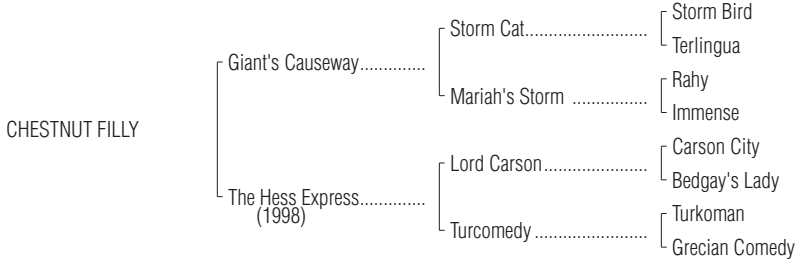 Storm Bird
Storm Cat..........................
Terlingua
Giant's Causeway..............
Rahy
Mariah's Storm ................
Immense
CHESTNUT FILLY
Carson City
Lord Carson......................
Bedgay's Lady
The Hess Express..............
(1998)
Turkoman
Turcomedy ........................
Grecian Comedy